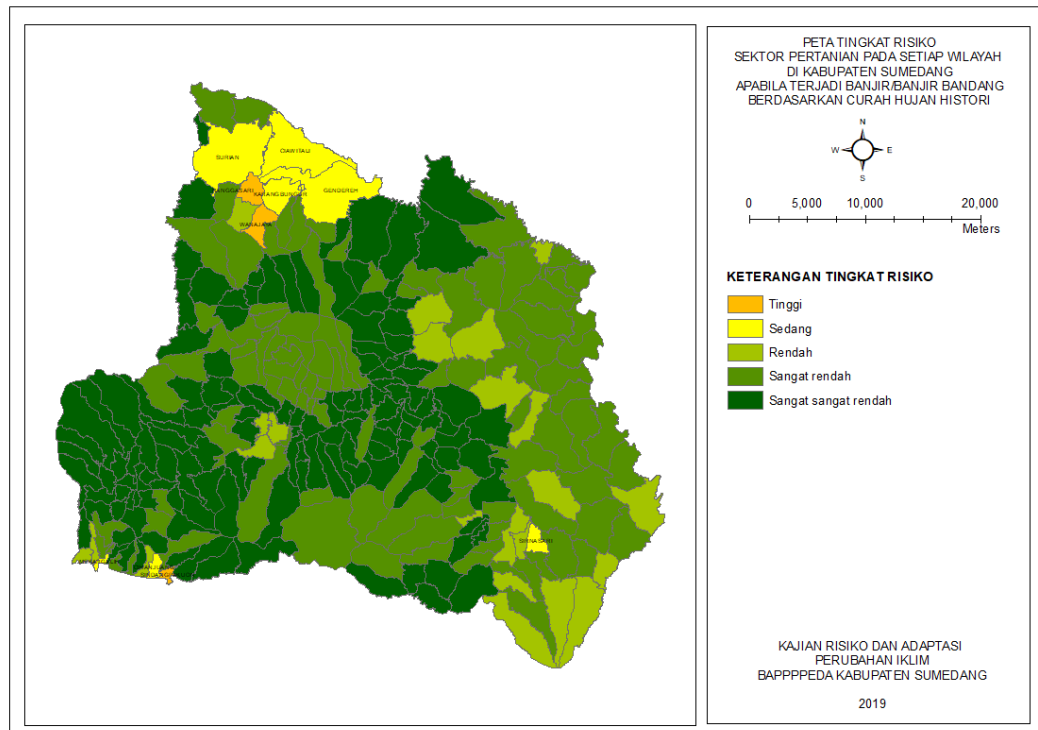 PETA TINGKAT RISIKO
SEKTOR PERTANIAN PADA SETIAP WILAYAH
DI KABUPATEN SUMEDANG
APABILA TERJADI BANJIR/BANJIR BANDANG
BERDASARKAN CURAH HUJAN HISTORI
N
W
E
S
0 5,000 10,000 20,000
Meters
KETERANGAN TINGKAT RISIKO
Tinggi
Sedang
Rendah
Sangat rendah
Sangat sangat rendah
KAJIAN RISIKO DAN ADAPTASI
PERUBAHAN IKLIM
BAPPPPEDA KABUPATEN SUMEDANG
2019
SURIAN
CIAWITALI
GENDEREH
WANAJAYA